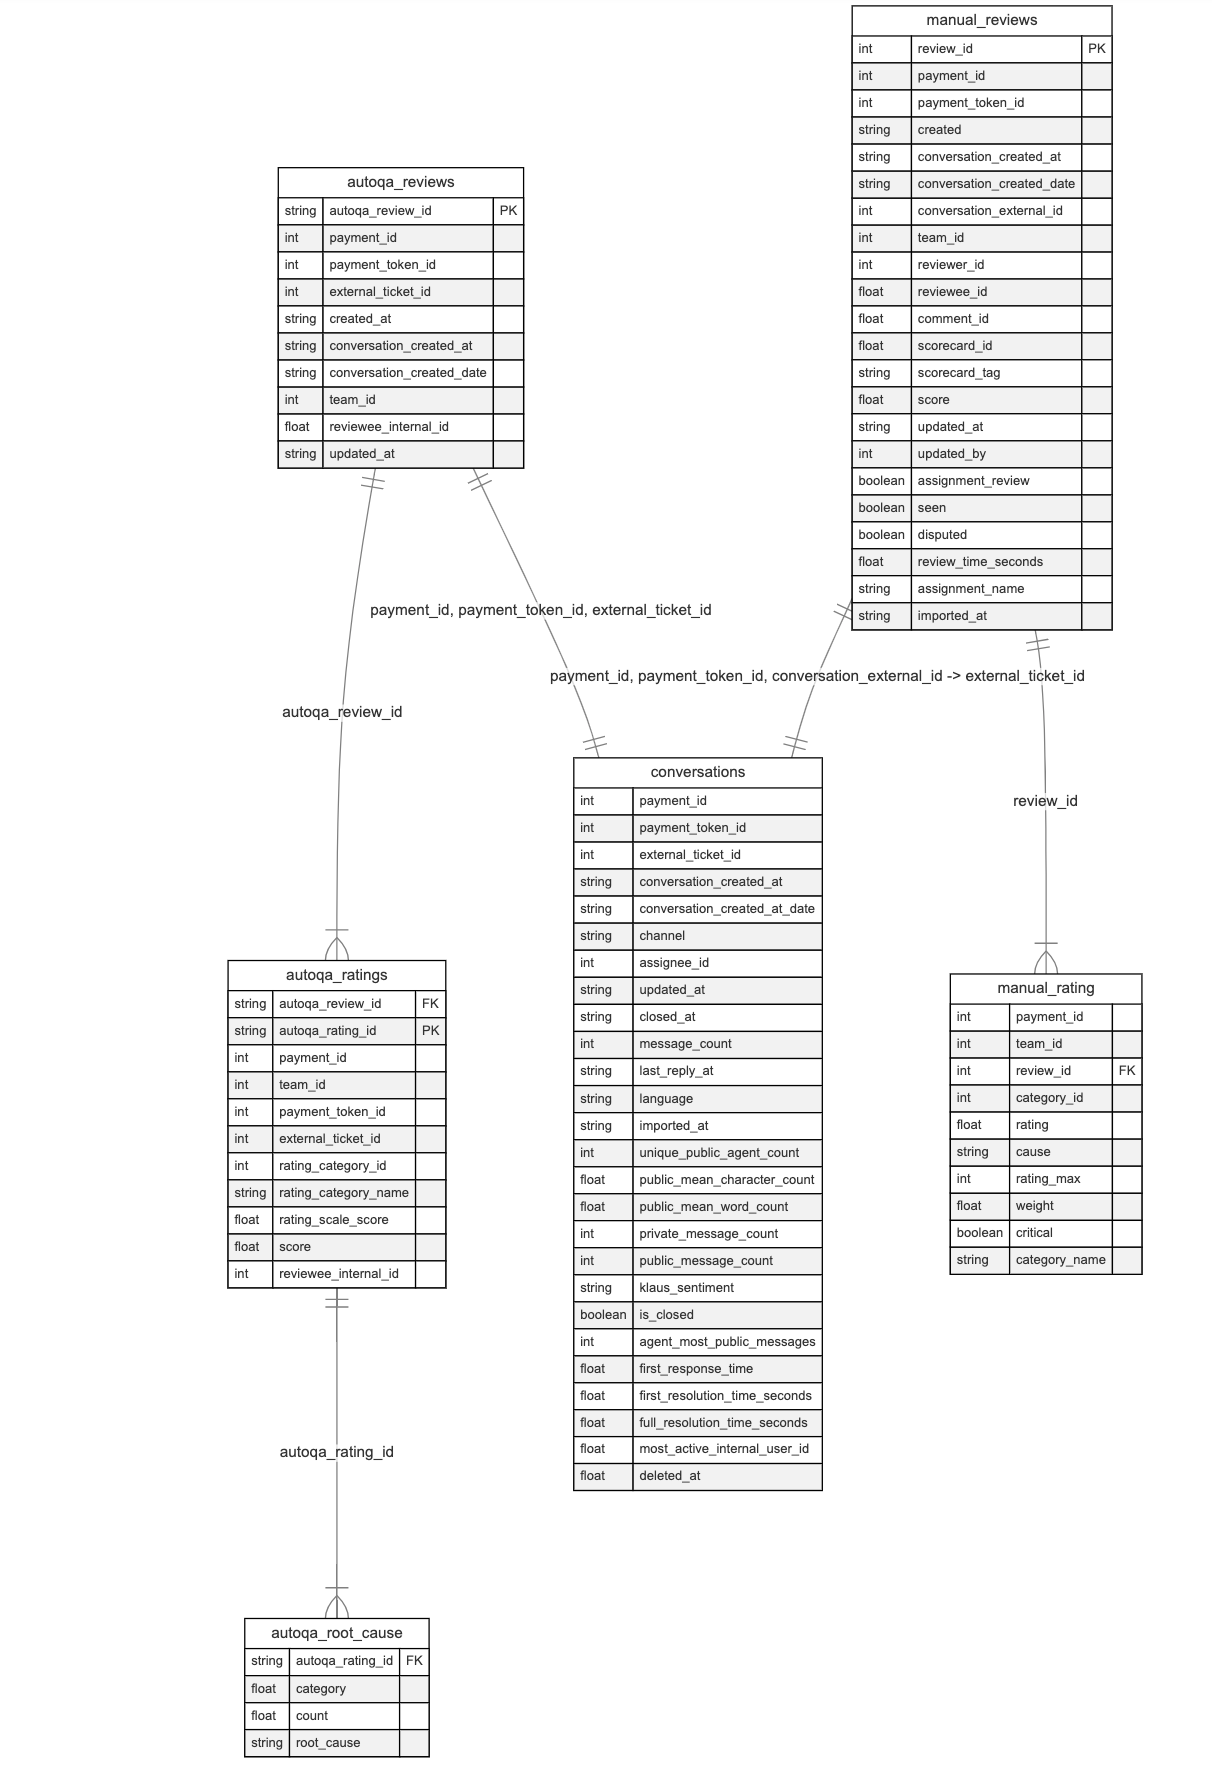 manual_reviews
int review_id PK
int payment_id
int payment_token_id
string created
string conversation_created_at
string conversation_created_date
int conversation_external_id
int team_id
int reviewer_id
float reviewee_id
float comment_id
float scorecard_id
string scorecard_tag
float score
string updated_at
int updated_by
boolean assignment_review
boolean seen
boolean disputed
float review_time_seconds
string assignment_name
string imported_at
autoqa_reviews
string autoqa_review_id PK
int payment_id
int payment_token_id
int external_ticket_id
string created_at
string conversation_created_at
string conversation_created_date
int team_id
float reviewee_internal_id
string updated_at
payment_id, payment_token_id, external_ticket_id
payment_id, payment_token_id, conversation_external_id -> external_ticket_id
autoqa_review_id
review_id
conversations
int payment_id
int payment_token_id
int external_ticket_id
string conversation_created_at
string conversation_created_at_date
string channel
int assignee_id
string updated_at
string closed_at
int message_count
string last_reply_at
string language
string imported_at
int unique_public_agent_count
float public_mean_character_count
float public_mean_word_count
int private_message_count
int public_message_count
string klaus_sentiment
boolean is_closed
int agent_most_public_messages
float first_response_time
float first_resolution_time_seconds
float full_resolution_time_seconds
float most_active_internal_user_id
float deleted_at
autoqa_ratings
string autoqa_review_id FK
string autoqa_rating_id PK
int payment_id
int team_id
int payment_token_id
int external_ticket_id
int rating_category_id
string rating_category_name
float rating_scale_score
float score
int reviewee_internal_id
manual_rating
int payment_id
int team_id
int review_id FK
int category_id
float rating
string cause
int rating_max
float weight
boolean critical
string category_name
autoqa_rating_id
autoqa_root_cause
string autoqa_rating_id FK
float category
float count
string root_cause